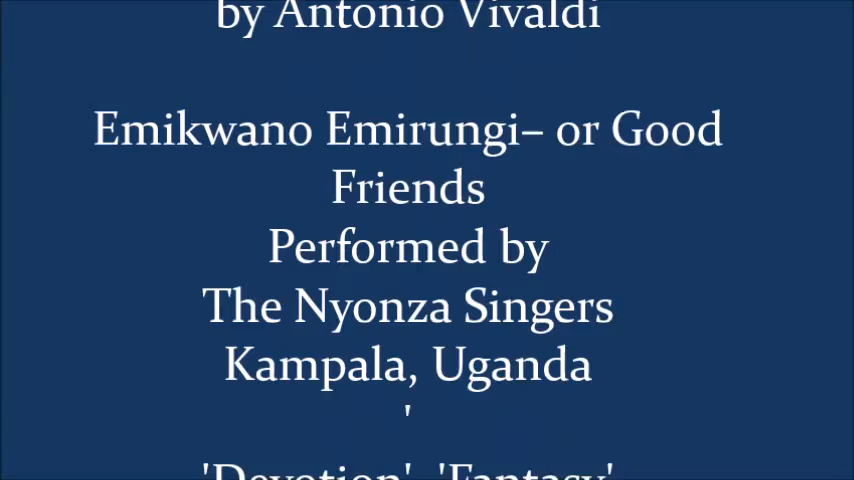 by Antonio Vivaldi
Emikwano Emirungi– or Good
Friends
Performed by
The Nyonza Singers
Kampala, Uganda
'
'Devotion', 'Fantasy'